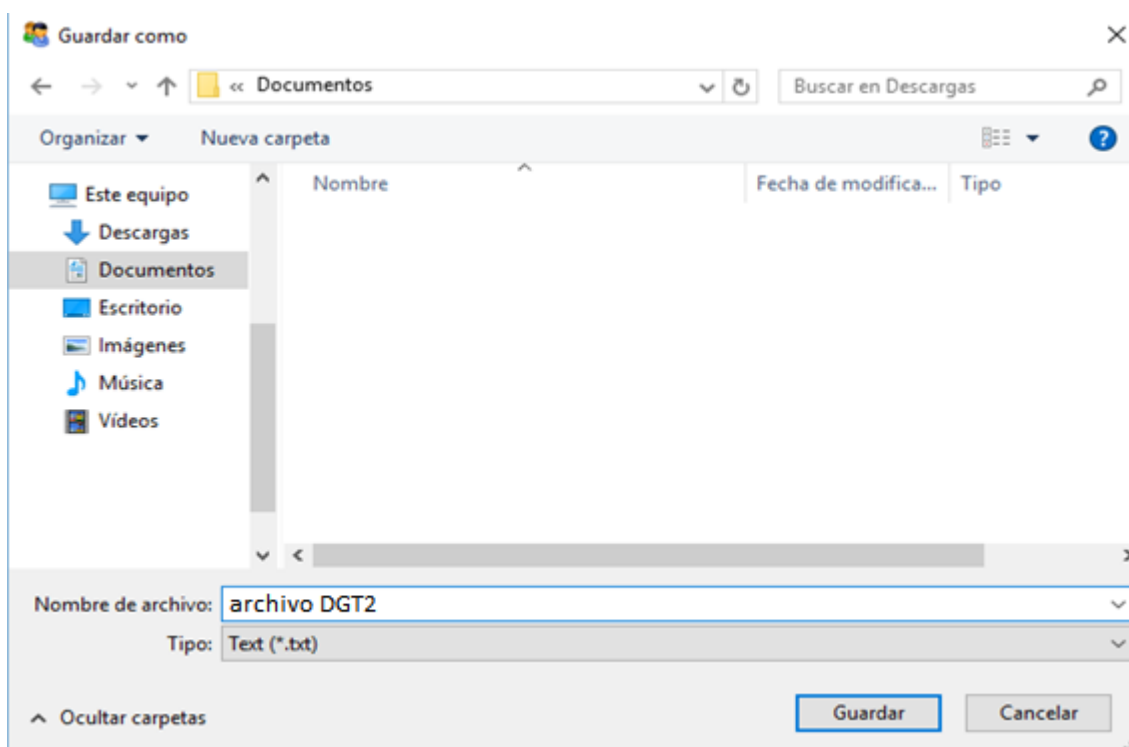 Guardar como
« Documentos
Buscar en Descargas
Organizar
Nueva carpeta
Este equipo
Descargas
Documentos
Escritorio
Imágenes
Música
Vídeos
Nombre
Fecha de modifica...
Tipo
Nombre de archivo: archivo DGT2
Tipo: Text (*.txt)
Ocultar carpetas
Guardar
Cancelar